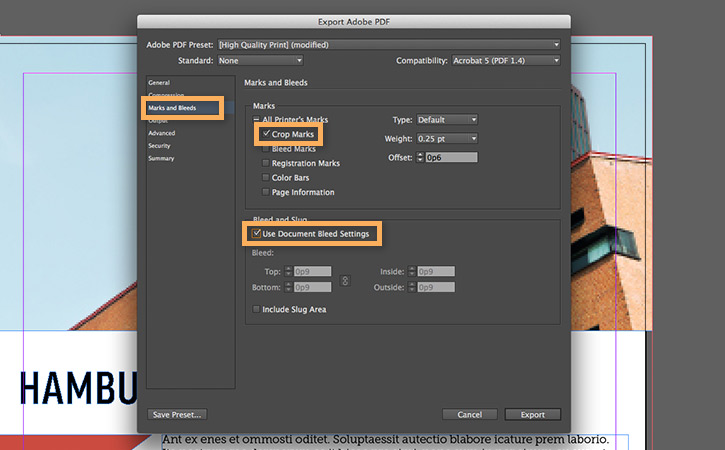 Export Adobe PDF
Adobe PDF Preset: [High Quality Print] (modified)
Standard: None Compatibility: Acrobat 5 (PDF 1.4)
General
Compression
Marks and Bleeds
Output
Advanced
Security
Summary
Marks and Bleeds
Marks
All Printer's Marks
Crop Marks
Bleed Marks
Registration Marks
Color Bars
Page Information
Type: Default
Weight: 0.25 pt
Offset: 0p6
Bleed and Slug
Use Document Bleed Settings
Bleed:
Top: 0p9 Inside: 0p9
Bottom: 0p9 Outside: 0p9
Include Slug Area
HAMBU
Save Preset... Cancel Export
Ant ex enes et ommosti oditet. Soluptaessit autectio blabore icature prem laborio.